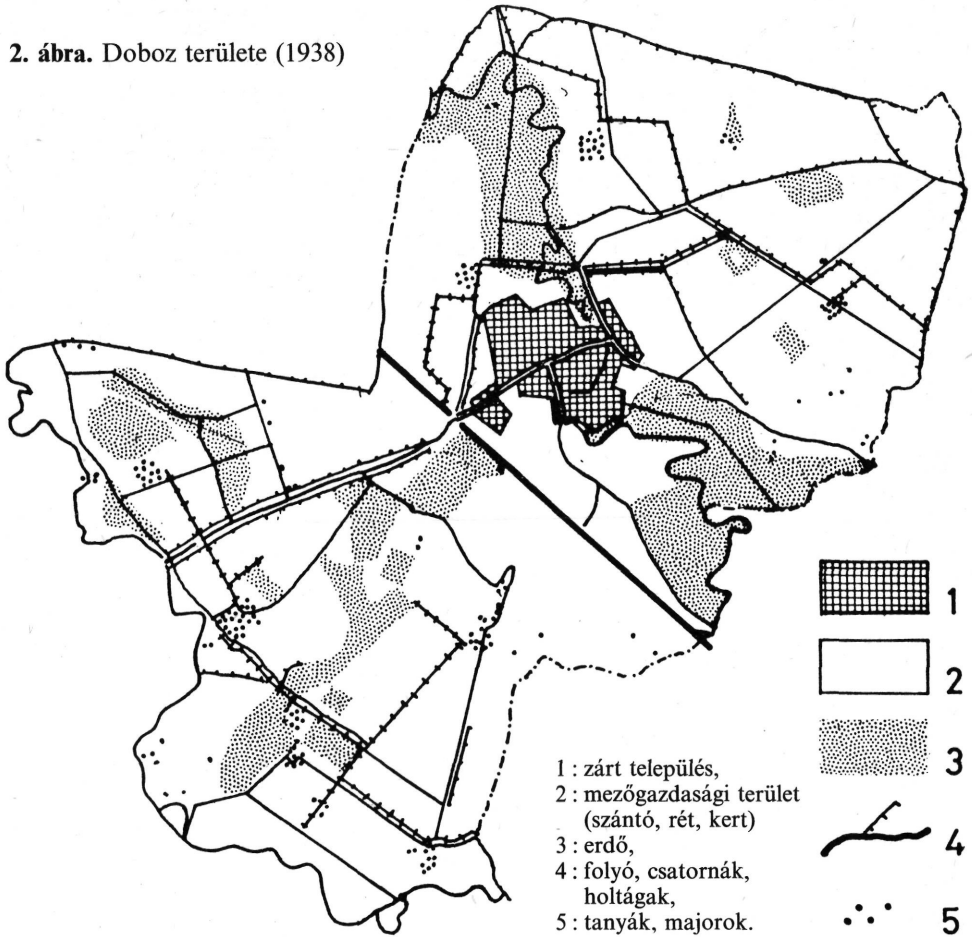 2. ábra. Doboz területe (1938)
1 : zárt település,
2 : mezőgazdasági terület
(szántó, rét, kert)
3 : erdő,
4 : folyó, csatornák,
holtágak,
5 : tanyák, majorok.
1
2
3
4
5